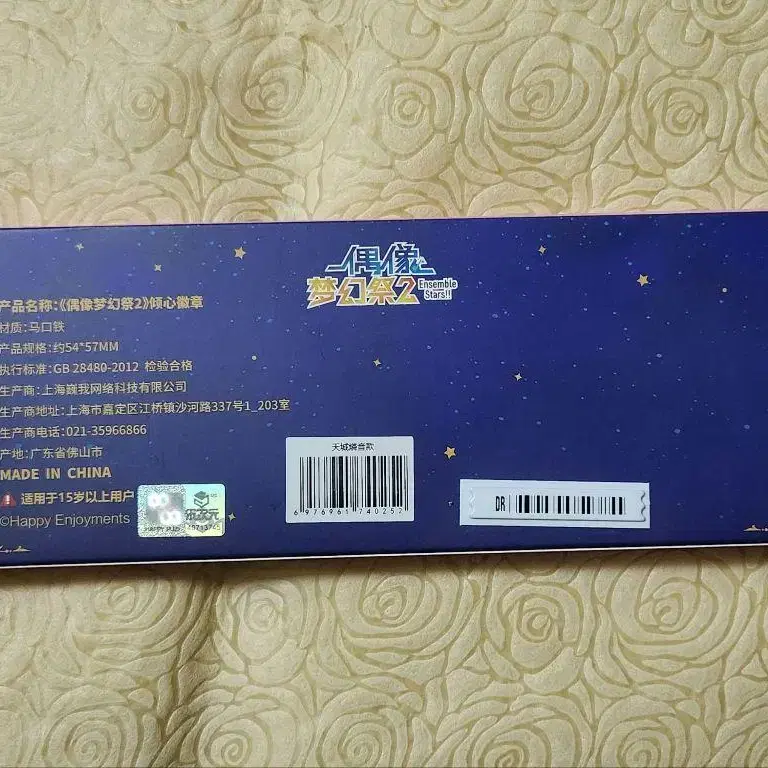 偶像
梦幻祭2
Ensemble
Stars!!
产品名称:《偶像梦幻祭2》倾心徽章
材质:马口铁
产品规格:约54*57MM
执行标准:GB 28480-2012 检验合格
生产商:上海巍我网络科技有限公司
生产商地址:上海市嘉定区江桥镇沙河路337号1_203室
生产商电话:021-35966866
产地:广东省佛山市
MADE IN CHINA
适用于15岁以上用户
©Happy Enjoyments
HAPPY PLUS
天城燐音款
6976961740252
DR